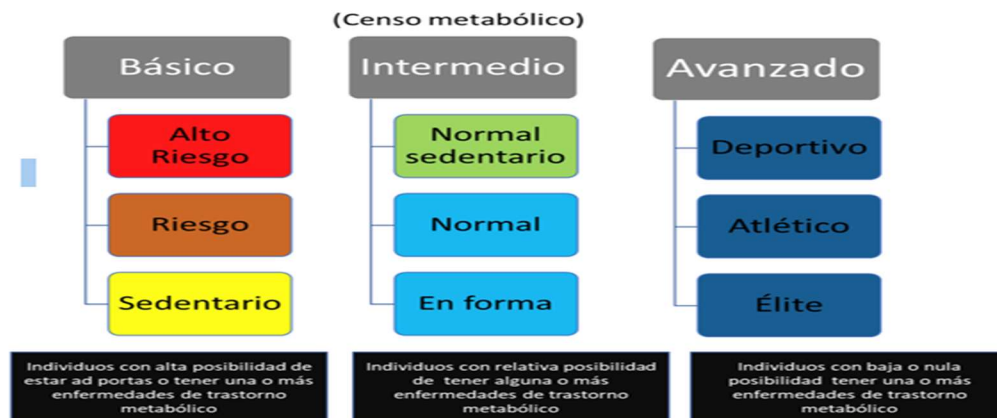 (Censo metabólico)
Básico
Alto
Riesgo
Riesgo
Sedentario
Individuos con alta posibilidad de
estar ad portas o tener una o más
enfermedades de trastorno
metabólico
Intermedio
Normal
sedentario
Normal
En forma
Individuos con relativa posibilidad
de tener alguna o más
enfermedades de trastorno
metabólico
Avanzado
Deportivo
Atlético
Élite
Individuos con baja o nula
posibilidad tener una o más
enfermedades de trastorno
metabólico